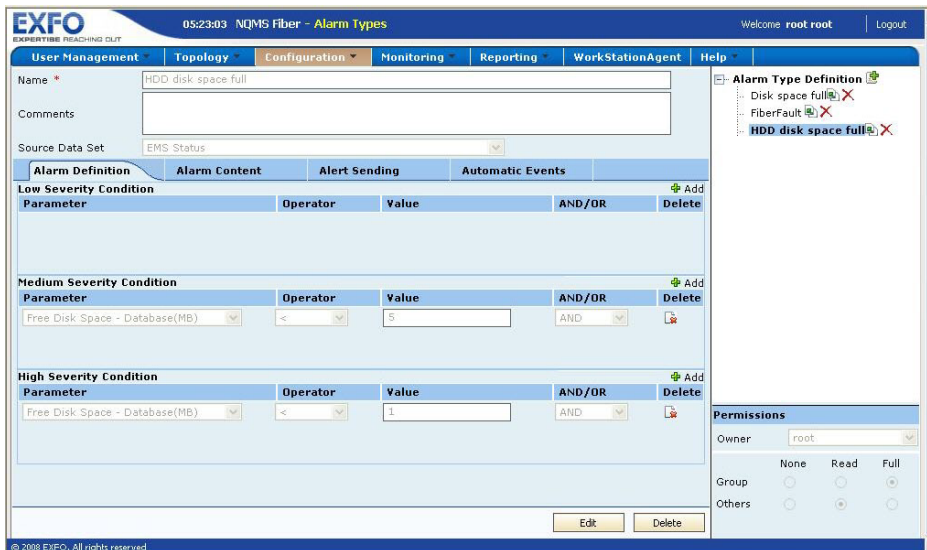 EXFO
EXPERTISE REACHING OUT
05:23:03 NQMS Fiber - Alarm Types
Welcome root root
Logout
User Management Topology Configuration Monitoring Reporting WorkStationAgent Help
Name *
HDD disk space full
Comments
Source Data Set
EMS Status
Alarm Definition Alarm Content Alert Sending Automatic Events
Low Severity Condition Add
Parameter Operator Value AND/OR Delete
Medium Severity Condition Add
Parameter Operator Value AND/OR Delete
Free Disk Space - Database(MB) < 5 AND
High Severity Condition Add
Parameter Operator Value AND/OR Delete
Free Disk Space - Database(MB) < 1 AND
Edit Delete
Alarm Type Definition
Disk space full
FiberFault
HDD disk space full
Permissions
Owner root
None Read Full
Group
Others
© 2008 EXFO. All rights reserved